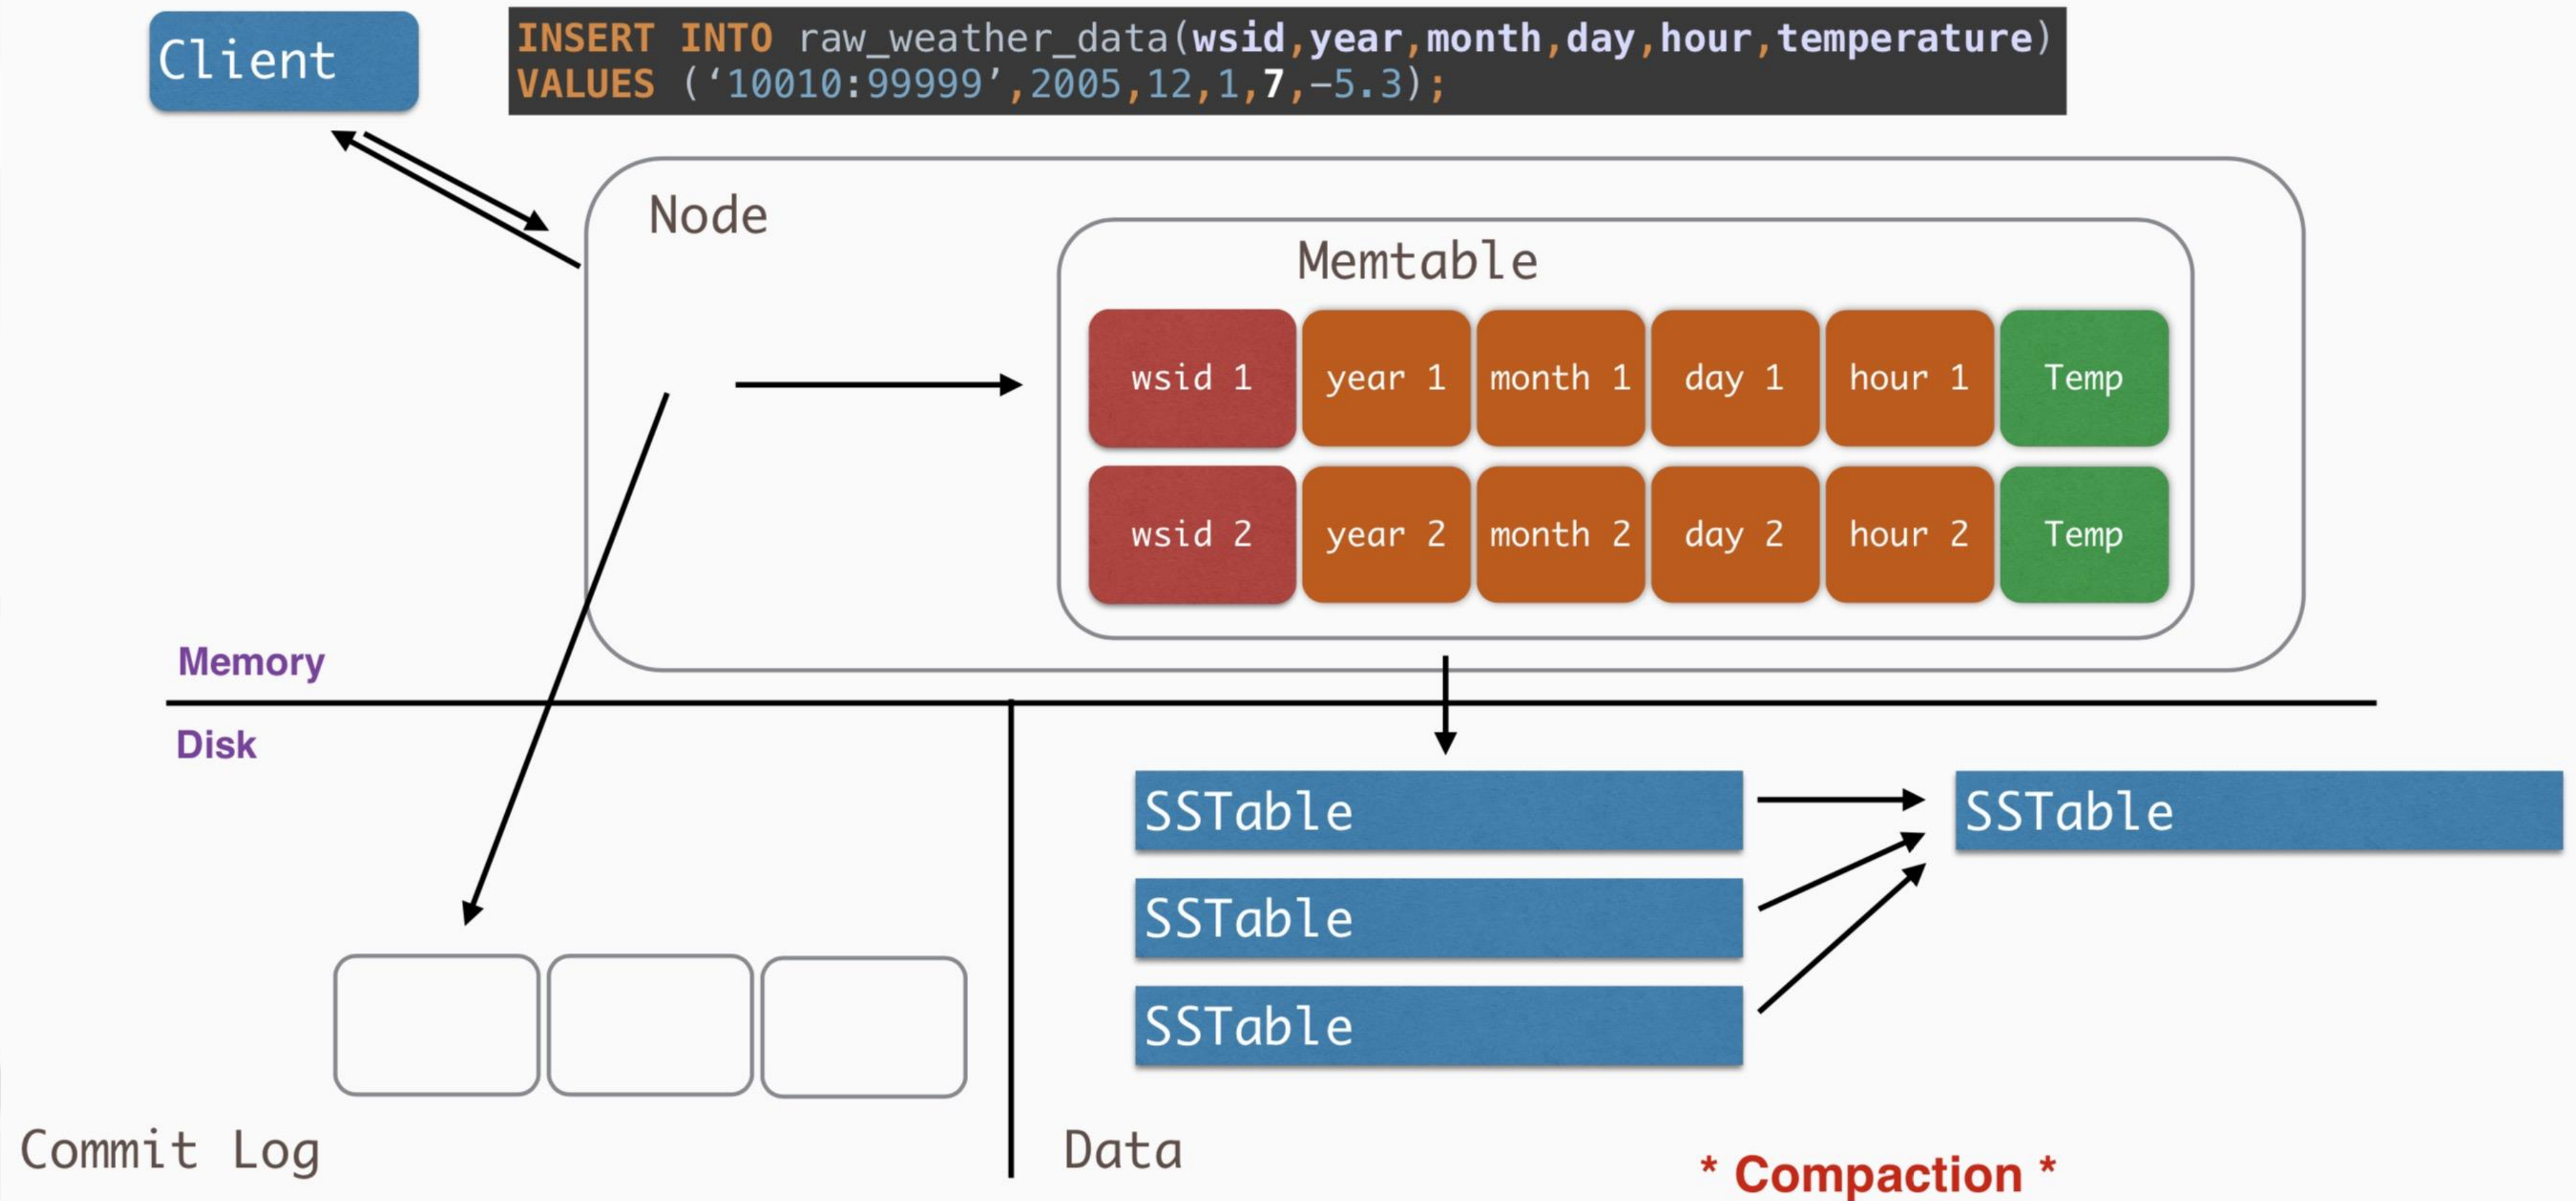 Client
INSERT INTO raw_weather_data(wsid,year,month,day,hour,temperature)
VALUES (‘10010:99999’,2005,12,1,7,−5.3);
Node
Memtable
wsid 1 year 1 month 1 day 1 hour 1 Temp
wsid 2 year 2 month 2 day 2 hour 2 Temp
Memory
Disk
SSTable SSTable
SSTable
SSTable
Commit Log Data
* Compaction *